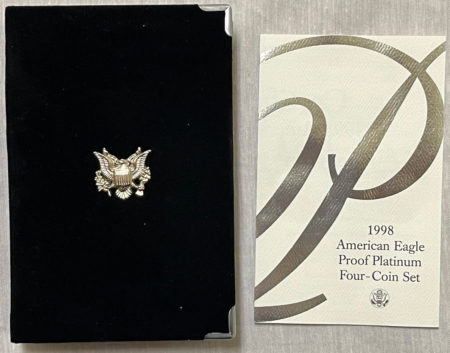 1998
American Eagle
Proof Platinum
Four-Coin Set